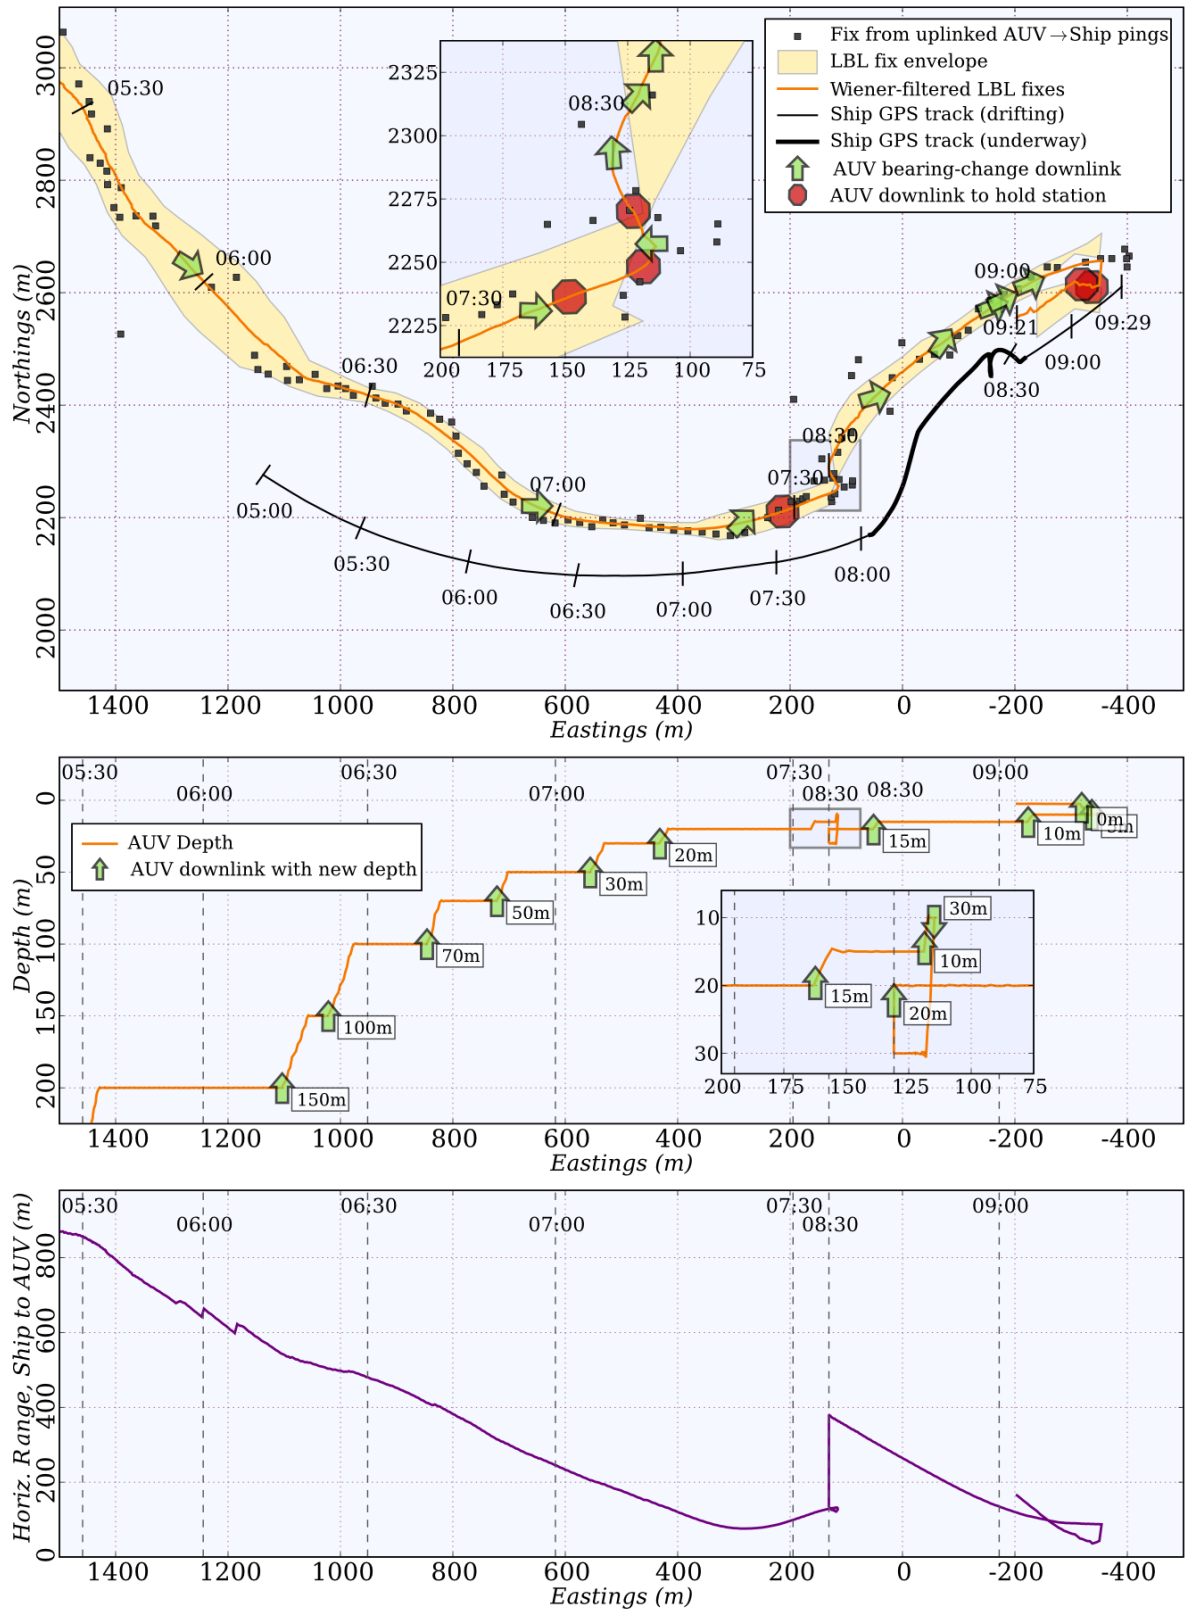 Fix from uplinked AUV→Ship pings
LBL fix envelope
Wiener-filtered LBL fixes
Ship GPS track (drifting)
Ship GPS track (underway)
AUV bearing-change downlink
AUV downlink to hold station
Northings (m)
3000
2800
2600
2400
2200
2000
05:30
06:00
06:30
07:00
07:30
08:30
09:00
09:21
09:29
09:00
08:30
05:00
05:30
06:00
06:30
07:00
07:30
08:00
2325
2300
2275
2250
2225
08:30
07:30
200 175 150 125 100 75
1400 1200 1000 800 600 400 200 0 -200 -400
Eastings (m)
05:30 06:30 07:30 09:00
06:00 07:00 08:30 08:30
Depth (m)
0
50
100
150
200
AUV Depth
AUV downlink with new depth
150m
100m
70m
50m
30m
20m
15m
10m
0m
10
20
30
15m
10m
30m
20m
200 175 150 125 100 75
1400 1200 1000 800 600 400 200 0 -200 -400
Eastings (m)
05:30 06:30 07:30 09:00
06:00 07:00 08:30
Horiz. Range, Ship to AUV (m)
800
600
400
200
0
1400 1200 1000 800 600 400 200 0 -200 -400
Eastings (m)